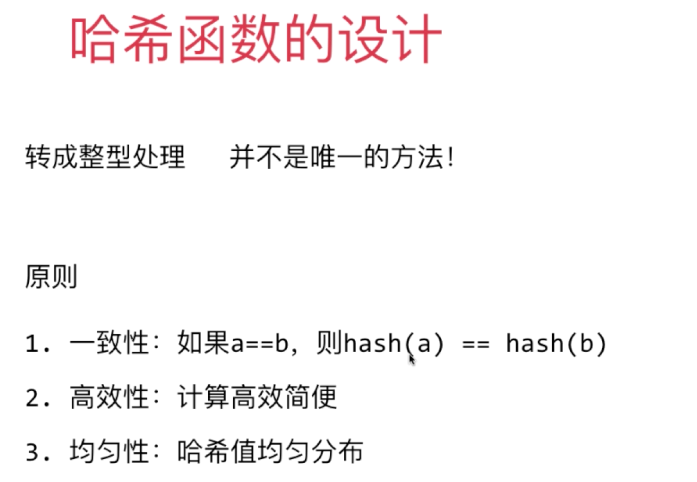 哈希函数的设计
转成整型处理 并不是唯一的方法！
原则
1. 一致性：如果a==b，则hash(a) == hash(b)
2. 高效性：计算高效简便
3. 均匀性：哈希值均匀分布